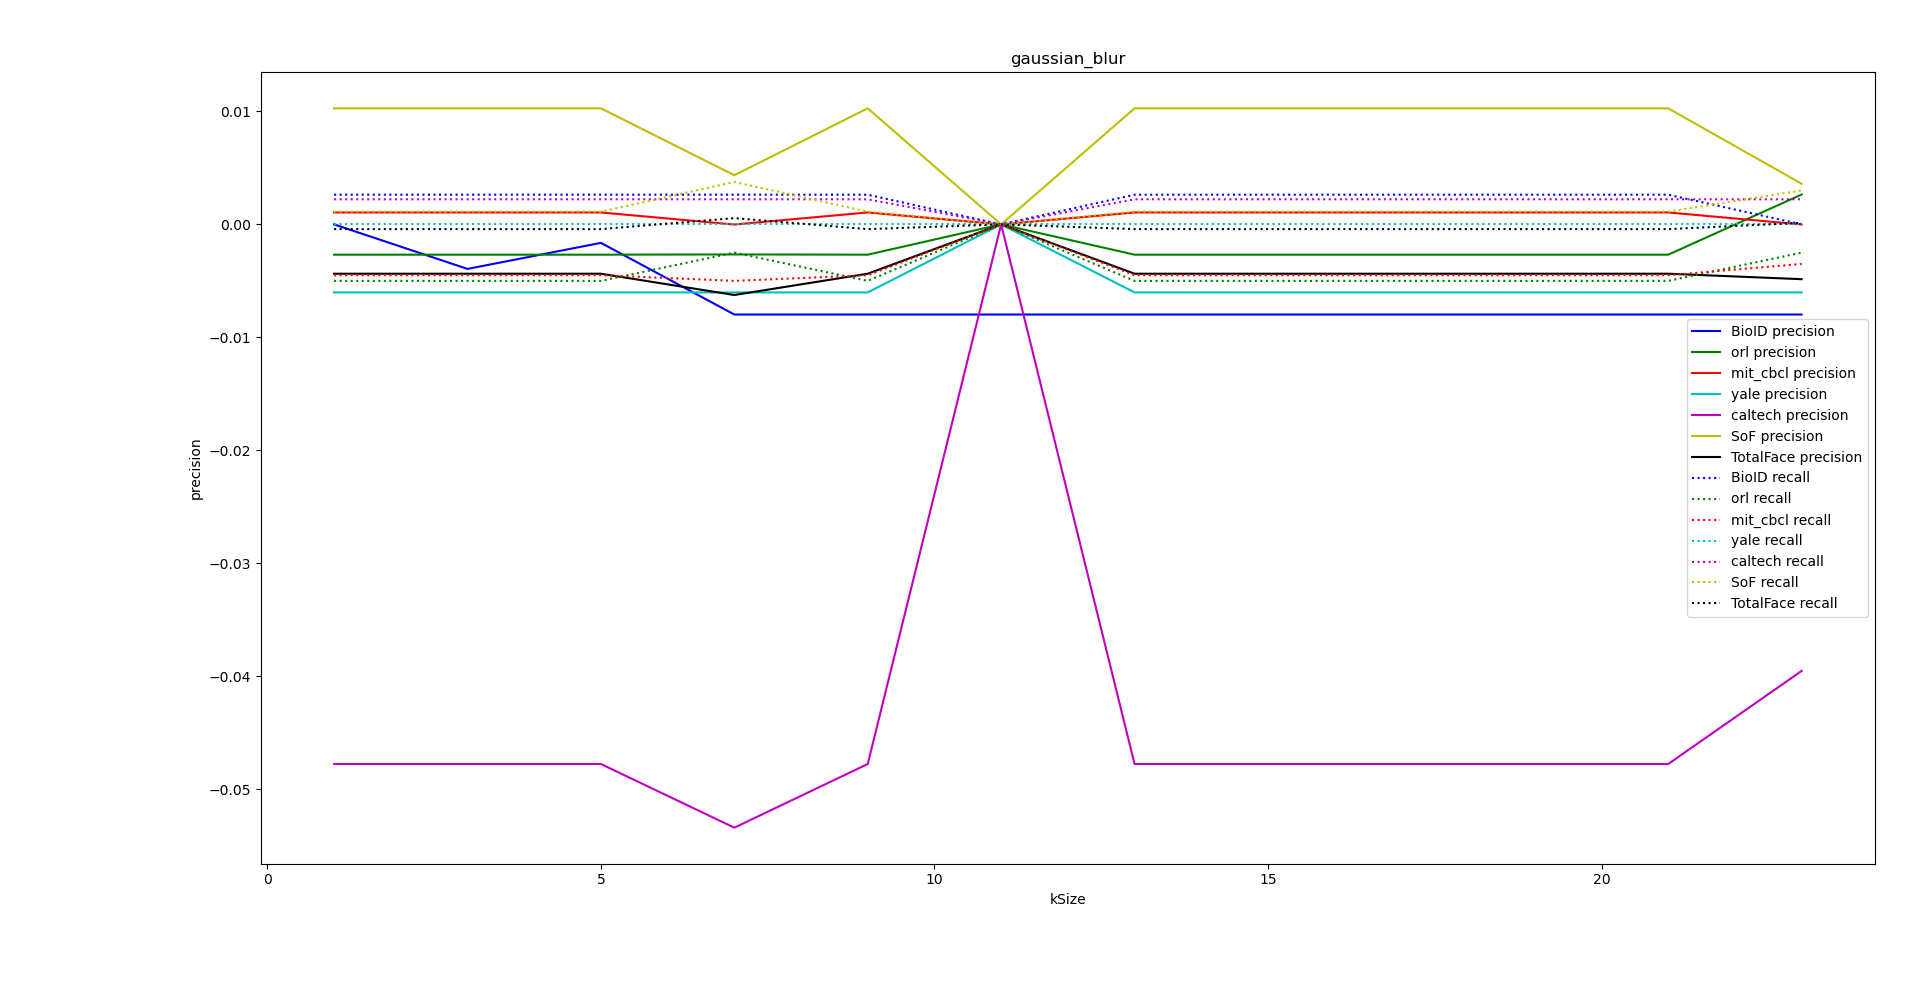 gaussian_blur
0.01
0.00
−0.01
−0.02
−0.03
−0.04
−0.05
precision
0
5
10
15
20
kSize
BioID precision
orl precision
mit_cbcl precision
yale precision
caltech precision
SoF precision
TotalFace precision
BioID recall
orl recall
mit_cbcl recall
yale recall
caltech recall
SoF recall
TotalFace recall